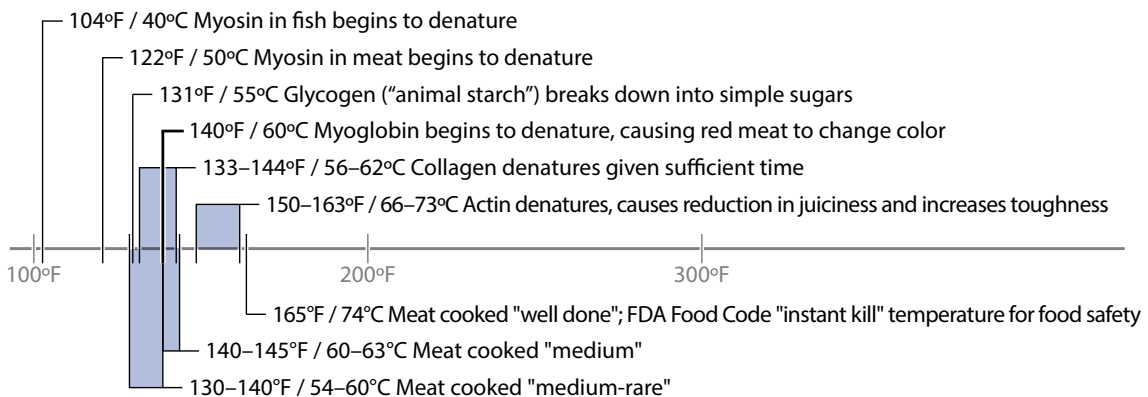 104ºF / 40ºC Myosin in fish begins to denature
122ºF / 50ºC Myosin in meat begins to denature
131ºF / 55ºC Glycogen (“animal starch”) breaks down into simple sugars
140ºF / 60ºC Myoglobin begins to denature, causing red meat to change color
133–144ºF / 56–62ºC Collagen denatures given sufficient time
150–163ºF / 66–73ºC Actin denatures, causes reduction in juiciness and increases toughness
100ºF 200ºF 300ºF
165°F / 74°C Meat cooked "well done"; FDA Food Code "instant kill" temperature for food safety
140–145°F / 60–63°C Meat cooked "medium"
130–140°F / 54–60°C Meat cooked "medium-rare"